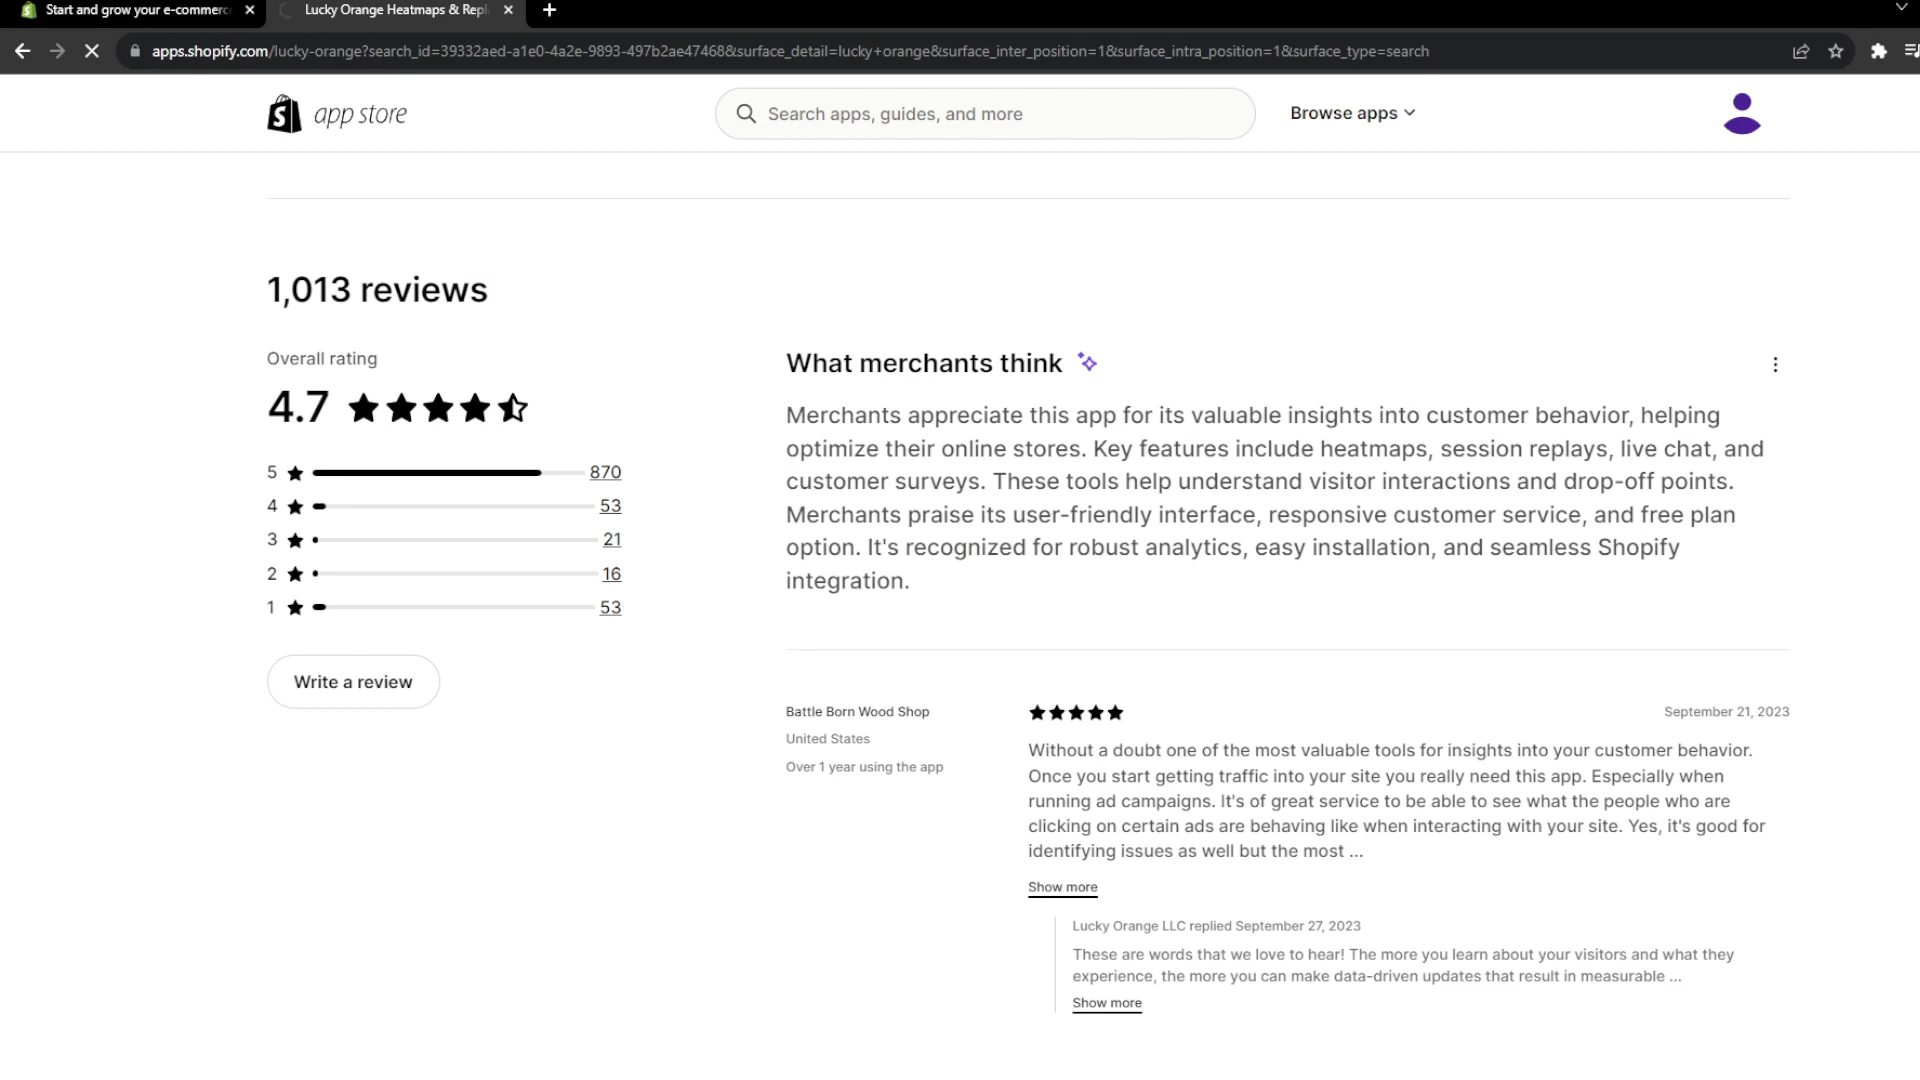 Start and grow your e-commerc
Lucky Orange Heatmaps & Repl
apps.shopify.com/lucky-orange?search_id=39332aed-a1e0-4a2e-9893-497b2ae47468&surface_detail=lucky+orange&surface_inter_position=1&surface_intra_position=1&surface_type=search
app store
Search apps, guides, and more
Browse apps
1,013 reviews
Overall rating
4.7
5 870
4 53
3 21
2 16
1 53
Write a review
What merchants think
Merchants appreciate this app for its valuable insights into customer behavior, helping
optimize their online stores. Key features include heatmaps, session replays, live chat, and
customer surveys. These tools help understand visitor interactions and drop-off points.
Merchants praise its user-friendly interface, responsive customer service, and free plan
option. It's recognized for robust analytics, easy installation, and seamless Shopify
integration.
Battle Born Wood Shop
United States
Over 1 year using the app
September 21, 2023
Without a doubt one of the most valuable tools for insights into your customer behavior.
Once you start getting traffic into your site you really need this app. Especially when
running ad campaigns. It's of great service to be able to see what the people who are
clicking on certain ads are behaving like when interacting with your site. Yes, it's good for
identifying issues as well but the most ...
Show more
Lucky Orange LLC replied September 27, 2023
These are words that we love to hear! The more you learn about your visitors and what they
experience, the more you can make data-driven updates that result in measurable ...
Show more